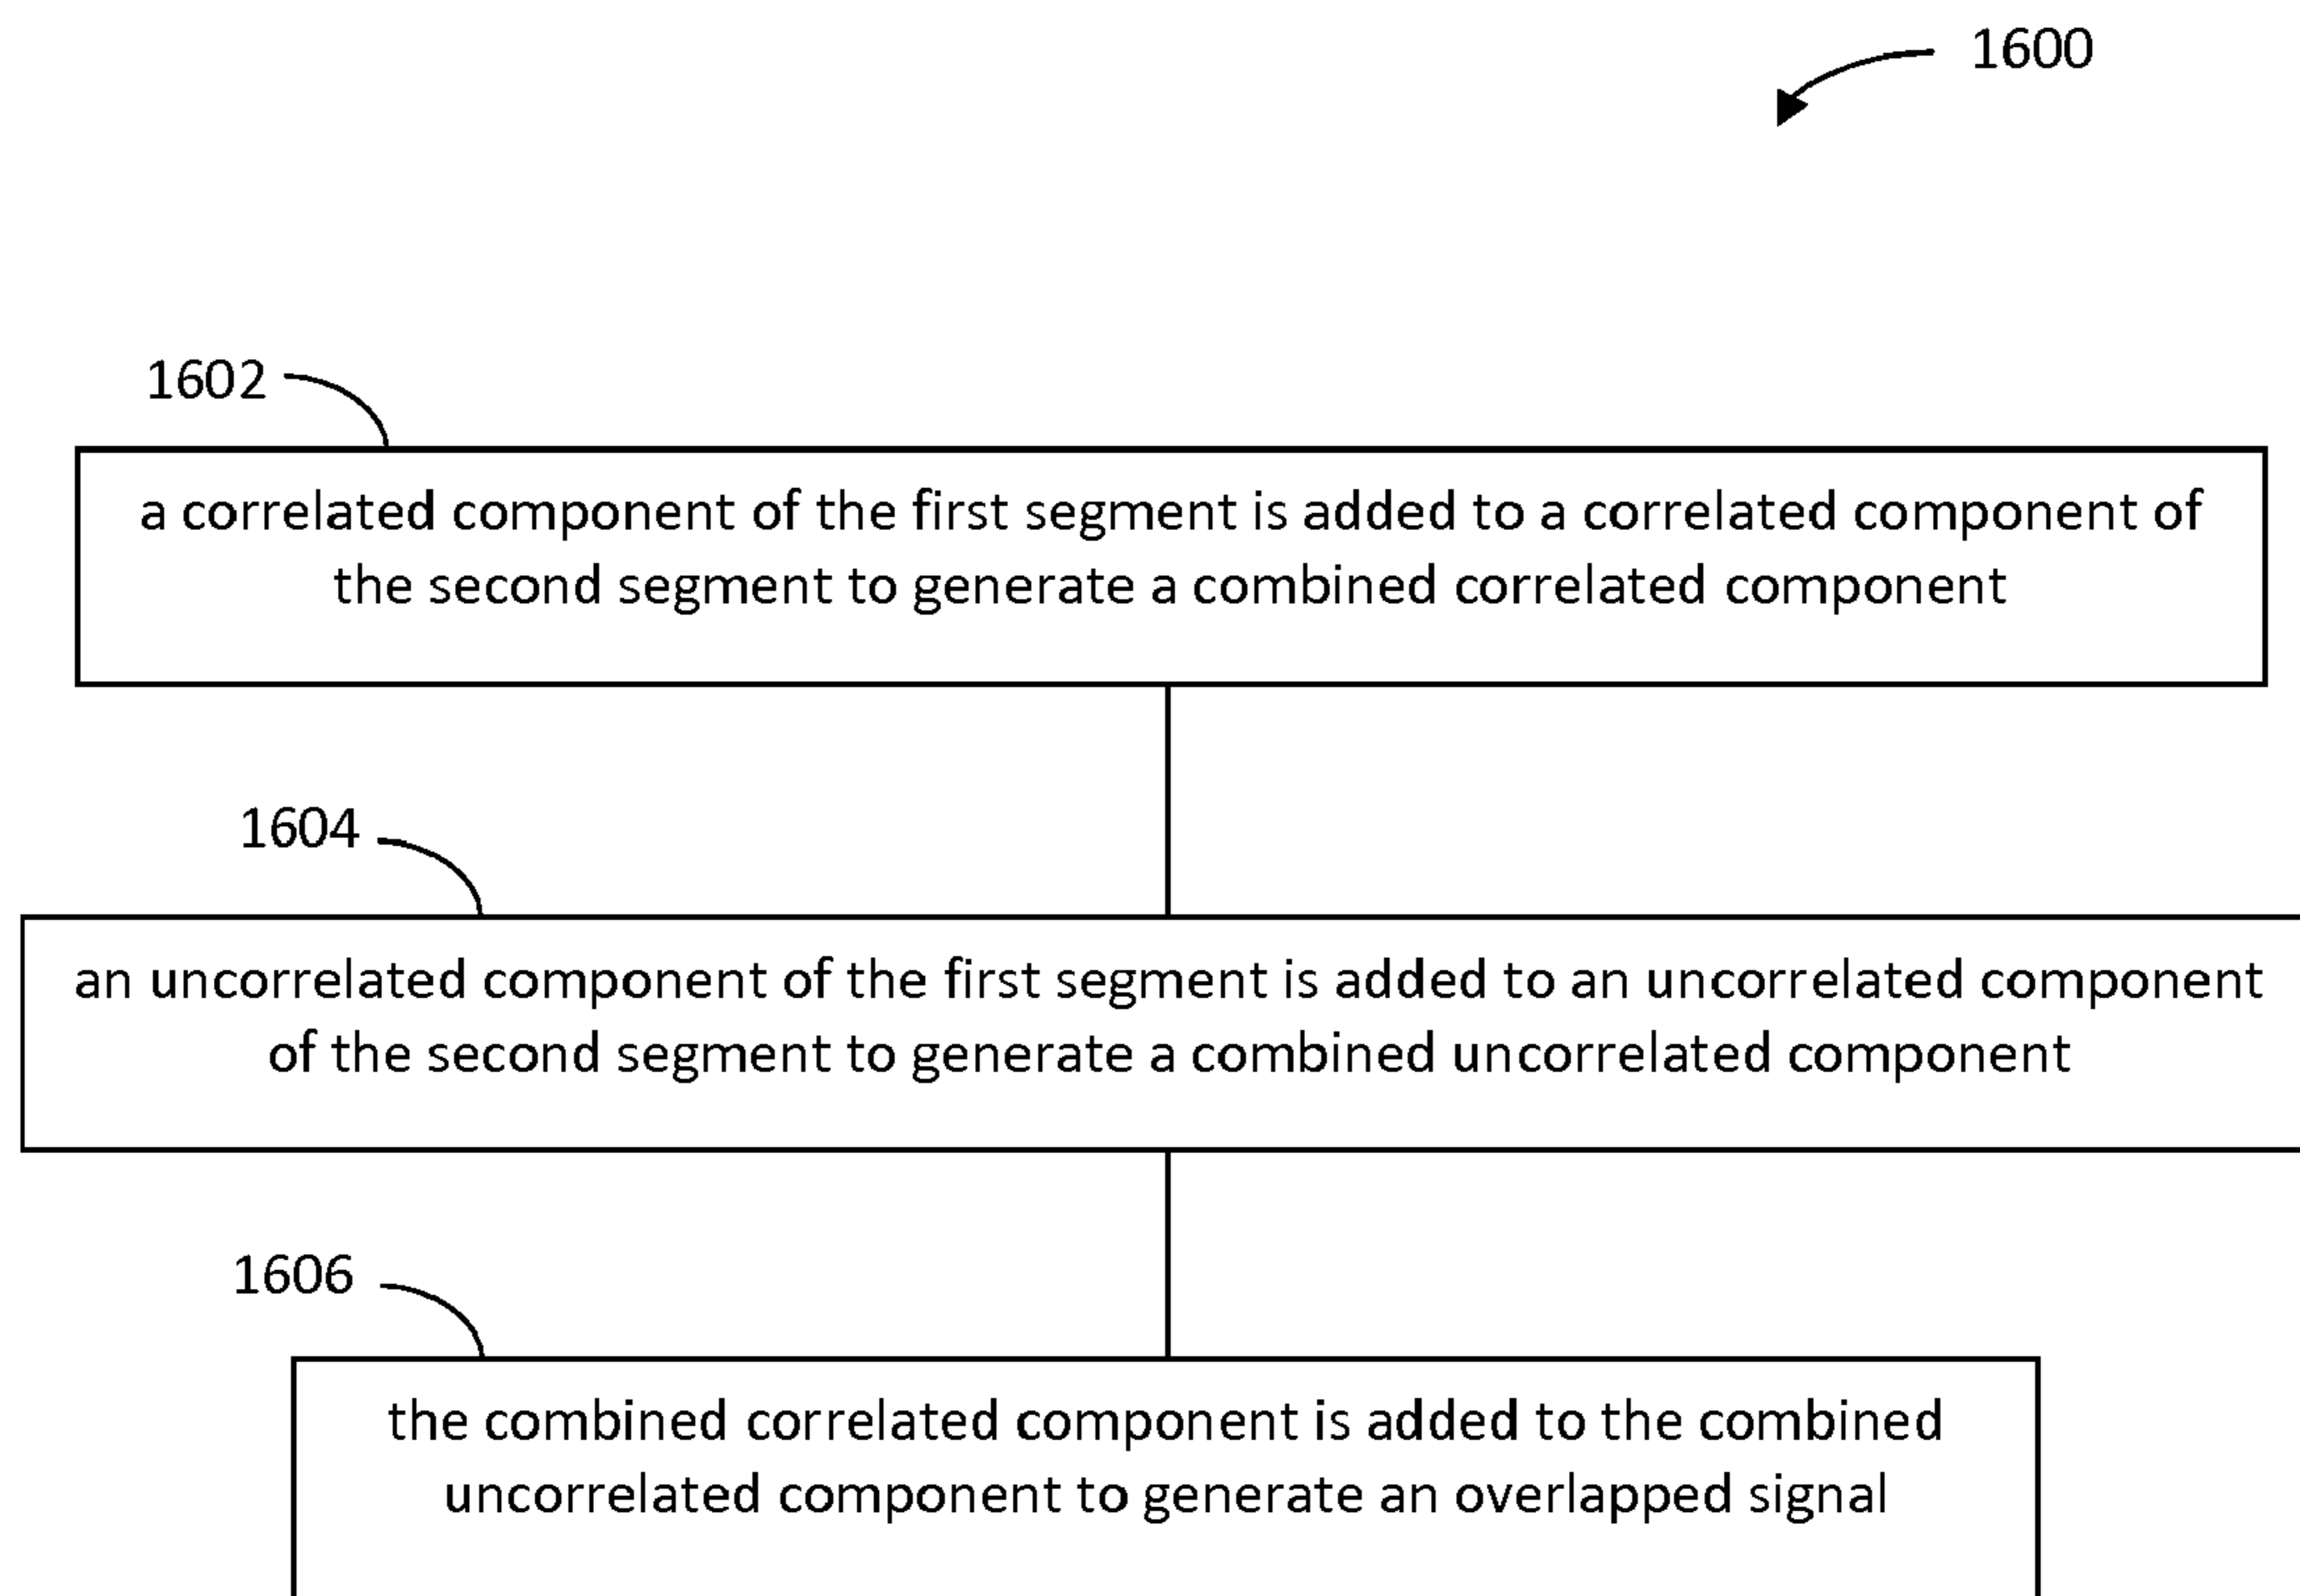 1600
1602
a correlated component of the first segment is added to a correlated component of
the second segment to generate a combined correlated component
1604
an uncorrelated component of the first segment is added to an uncorrelated component
of the second segment to generate a combined uncorrelated component
1606
the combined correlated component is added to the combined
uncorrelated component to generate an overlapped signal